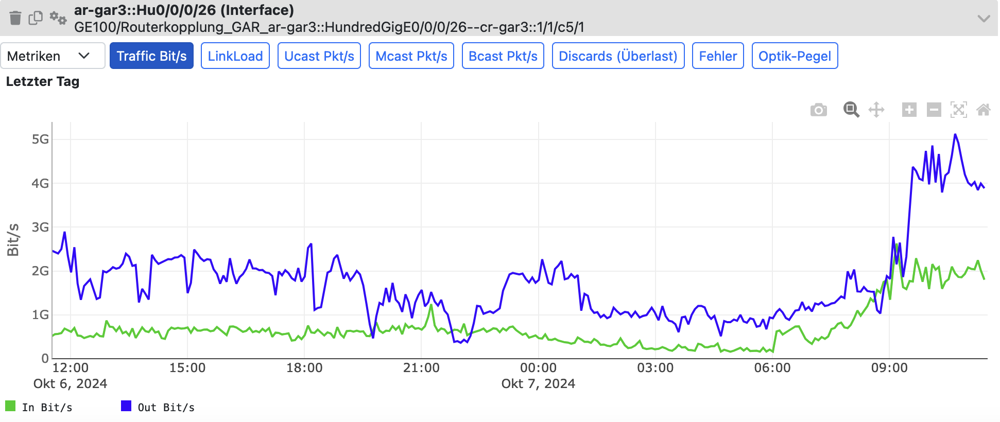 ar-gar3::Hu0/0/0/26 (Interface)
GE100/Routerkopplung_GAR_ar-gar3::HundredGigE0/0/0/26--cr-gar3::1/1/c5/1
Metriken Traffic Bit/s LinkLoad Ucast Pkt/s Mcast Pkt/s Bcast Pkt/s Discards (Überlast) Fehler Optik-Pegel
Letzter Tag
5G
4G
3G
2G
1G
0
Bit/s
12:00 15:00 18:00 21:00 00:00 03:00 06:00 09:00
Okt 6, 2024 Okt 7, 2024
In Bit/s Out Bit/s